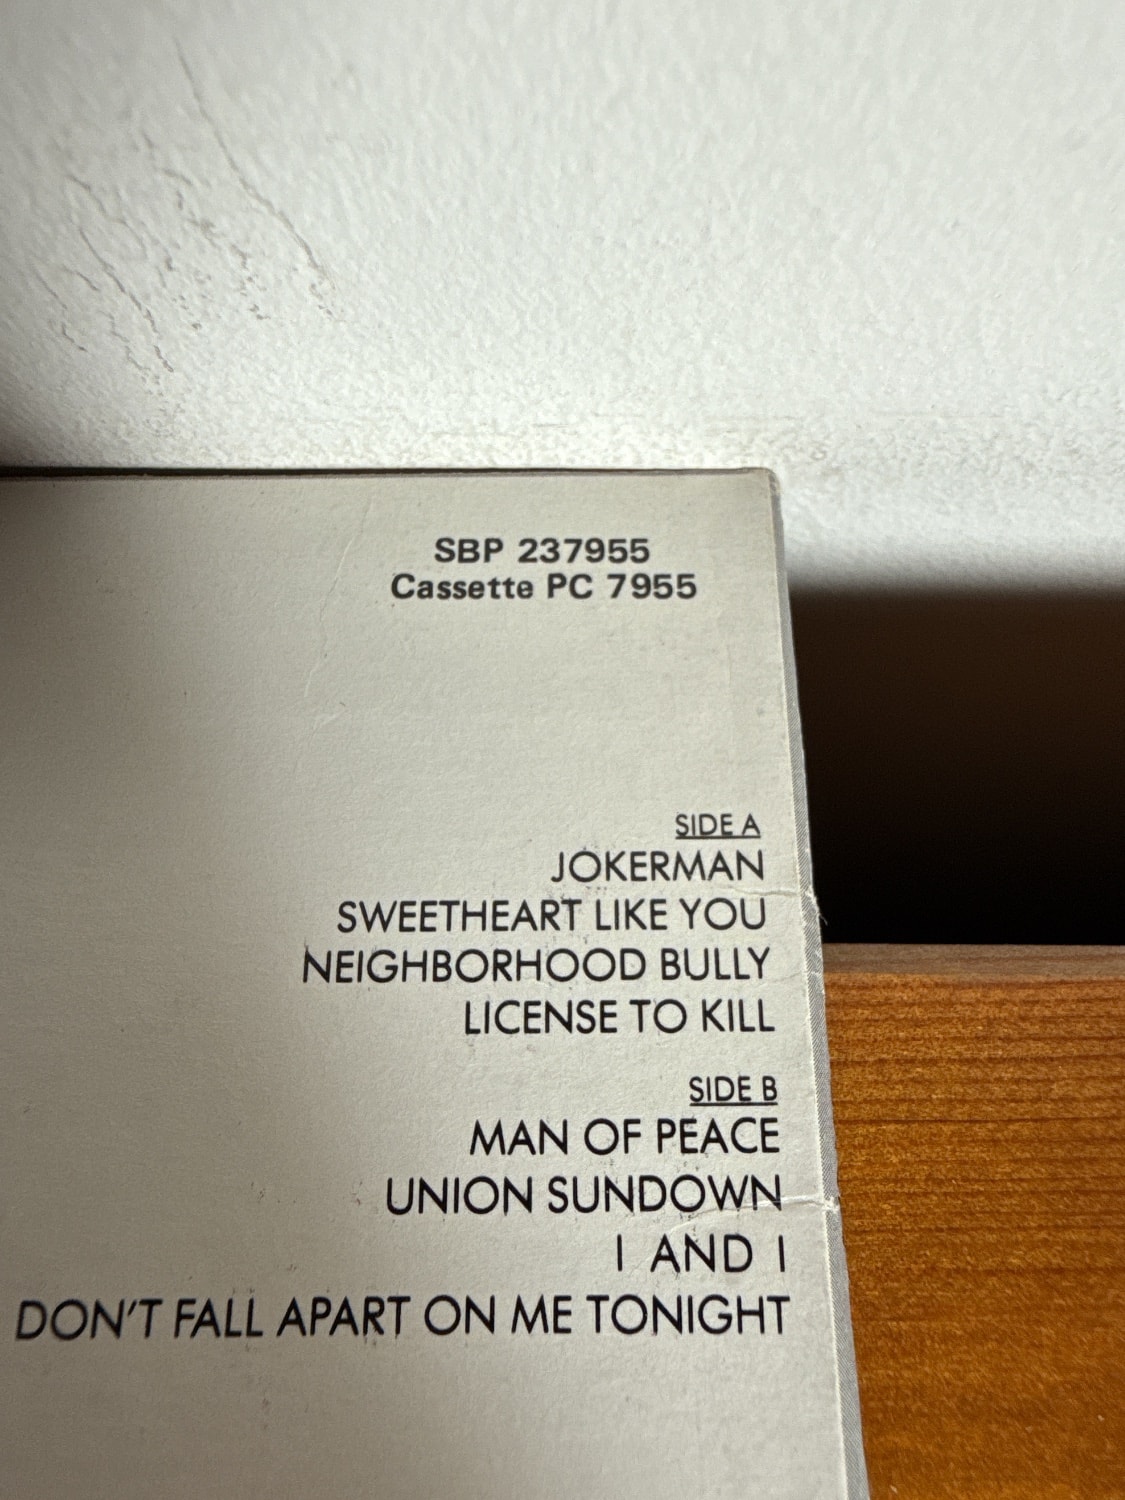 SBP 237955
Cassette PC 7955
SIDE A
JOKERMAN
SWEETHEART LIKE YOU
NEIGHBORHOOD BULLY
LICENSE TO KILL
SIDE B
MAN OF PEACE
UNION SUNDOWN
I AND I
DON'T FALL APART ON ME TONIGHT